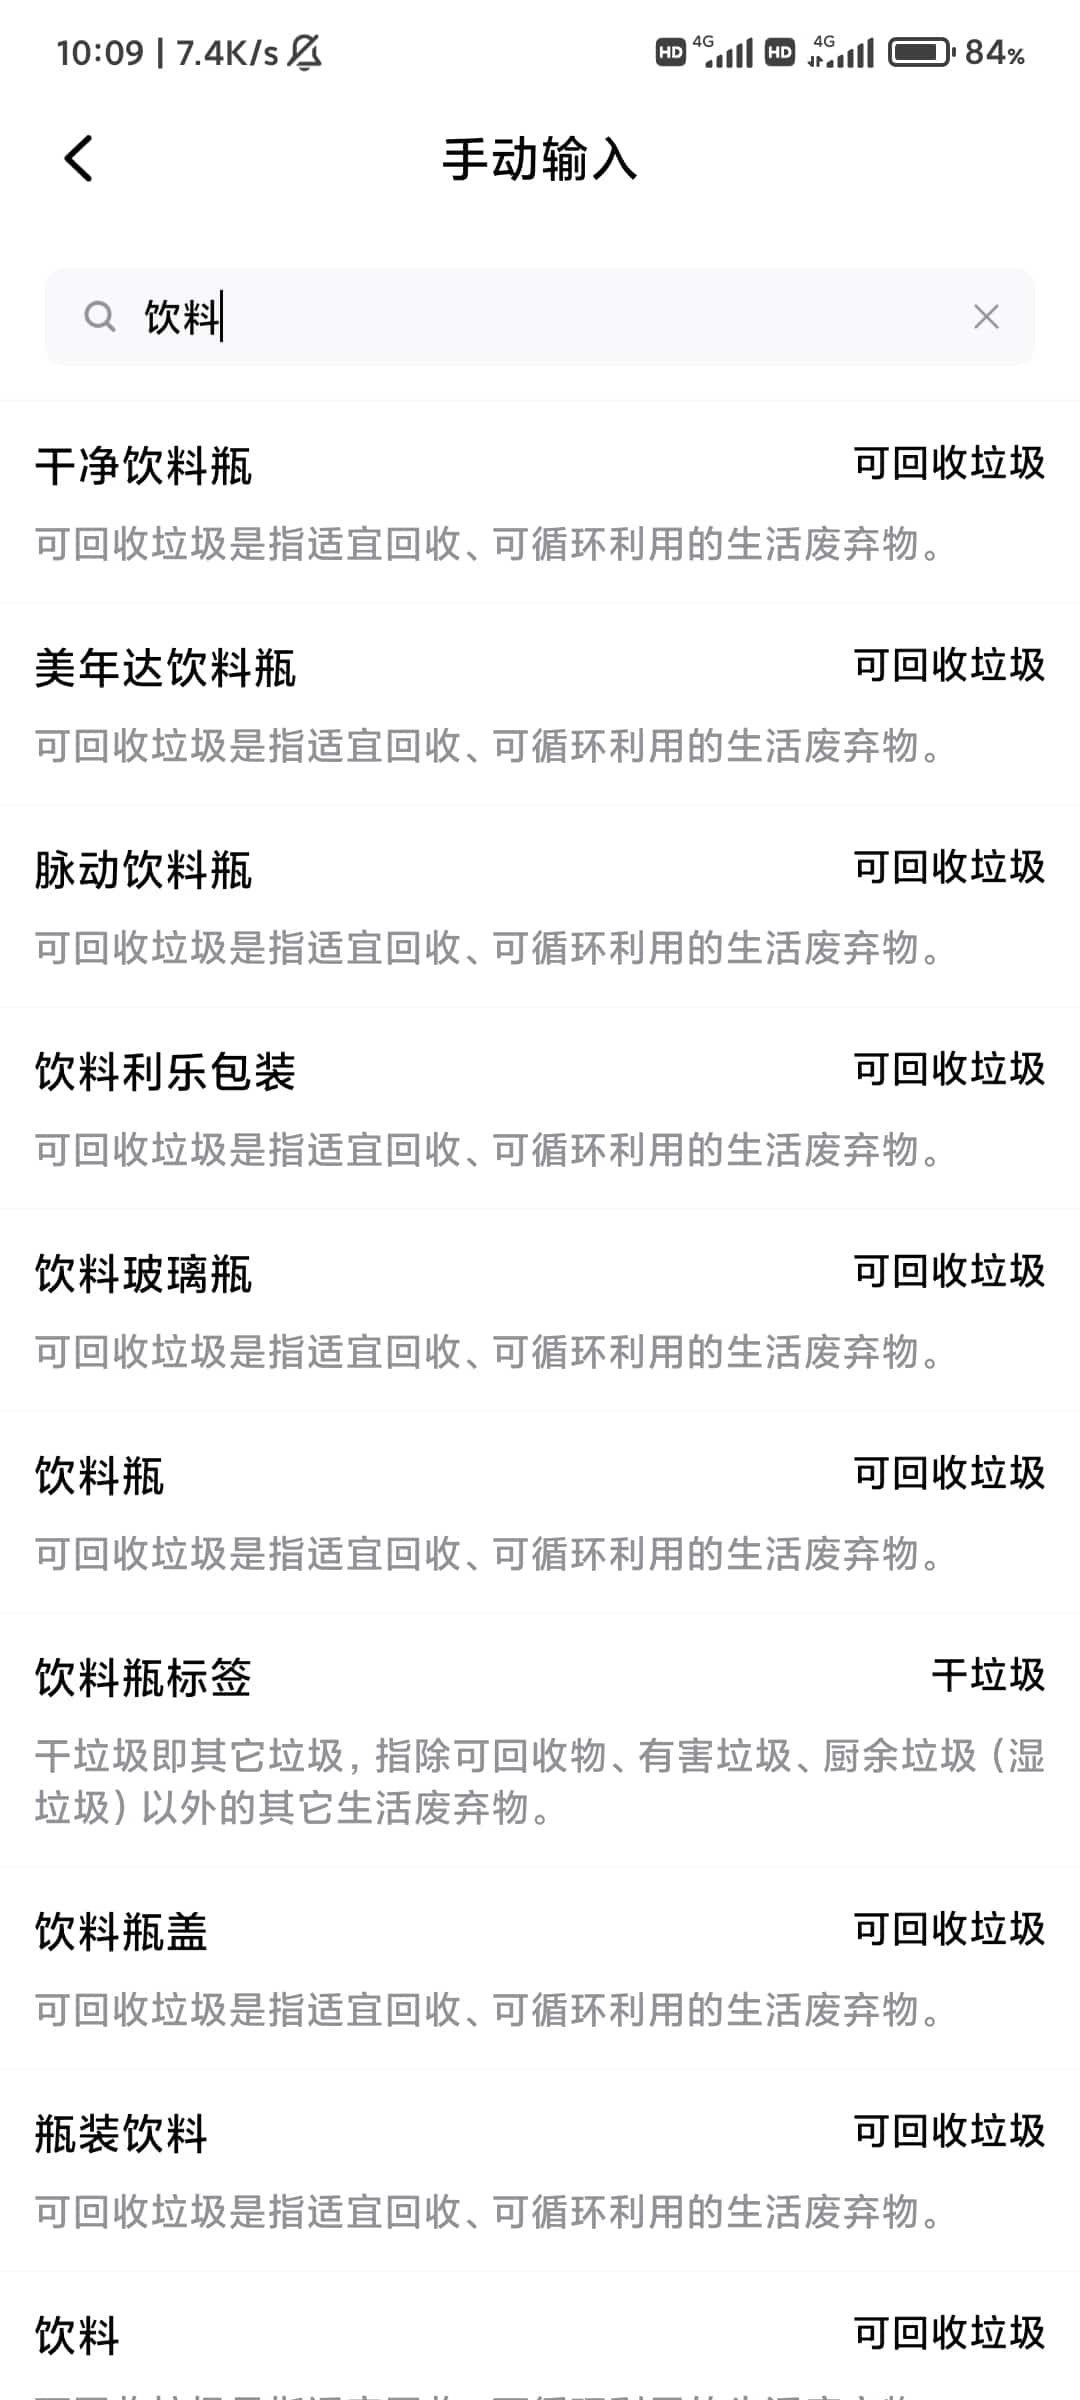 10:09 | 7.4K/s
HD 4G HD 4G 84%
手动输入
饮料
干净饮料瓶 可回收垃圾
可回收垃圾是指适宜回收、可循环利用的生活废弃物。
美年达饮料瓶 可回收垃圾
可回收垃圾是指适宜回收、可循环利用的生活废弃物。
脉动饮料瓶 可回收垃圾
可回收垃圾是指适宜回收、可循环利用的生活废弃物。
饮料利乐包装 可回收垃圾
可回收垃圾是指适宜回收、可循环利用的生活废弃物。
饮料玻璃瓶 可回收垃圾
可回收垃圾是指适宜回收、可循环利用的生活废弃物。
饮料瓶 可回收垃圾
可回收垃圾是指适宜回收、可循环利用的生活废弃物。
饮料瓶标签 干垃圾
干垃圾即其它垃圾,指除可回收物、有害垃圾、厨余垃圾(湿
垃圾)以外的其它生活废弃物。
饮料瓶盖 可回收垃圾
可回收垃圾是指适宜回收、可循环利用的生活废弃物。
瓶装饮料 可回收垃圾
可回收垃圾是指适宜回收、可循环利用的生活废弃物。
饮料 可回收垃圾